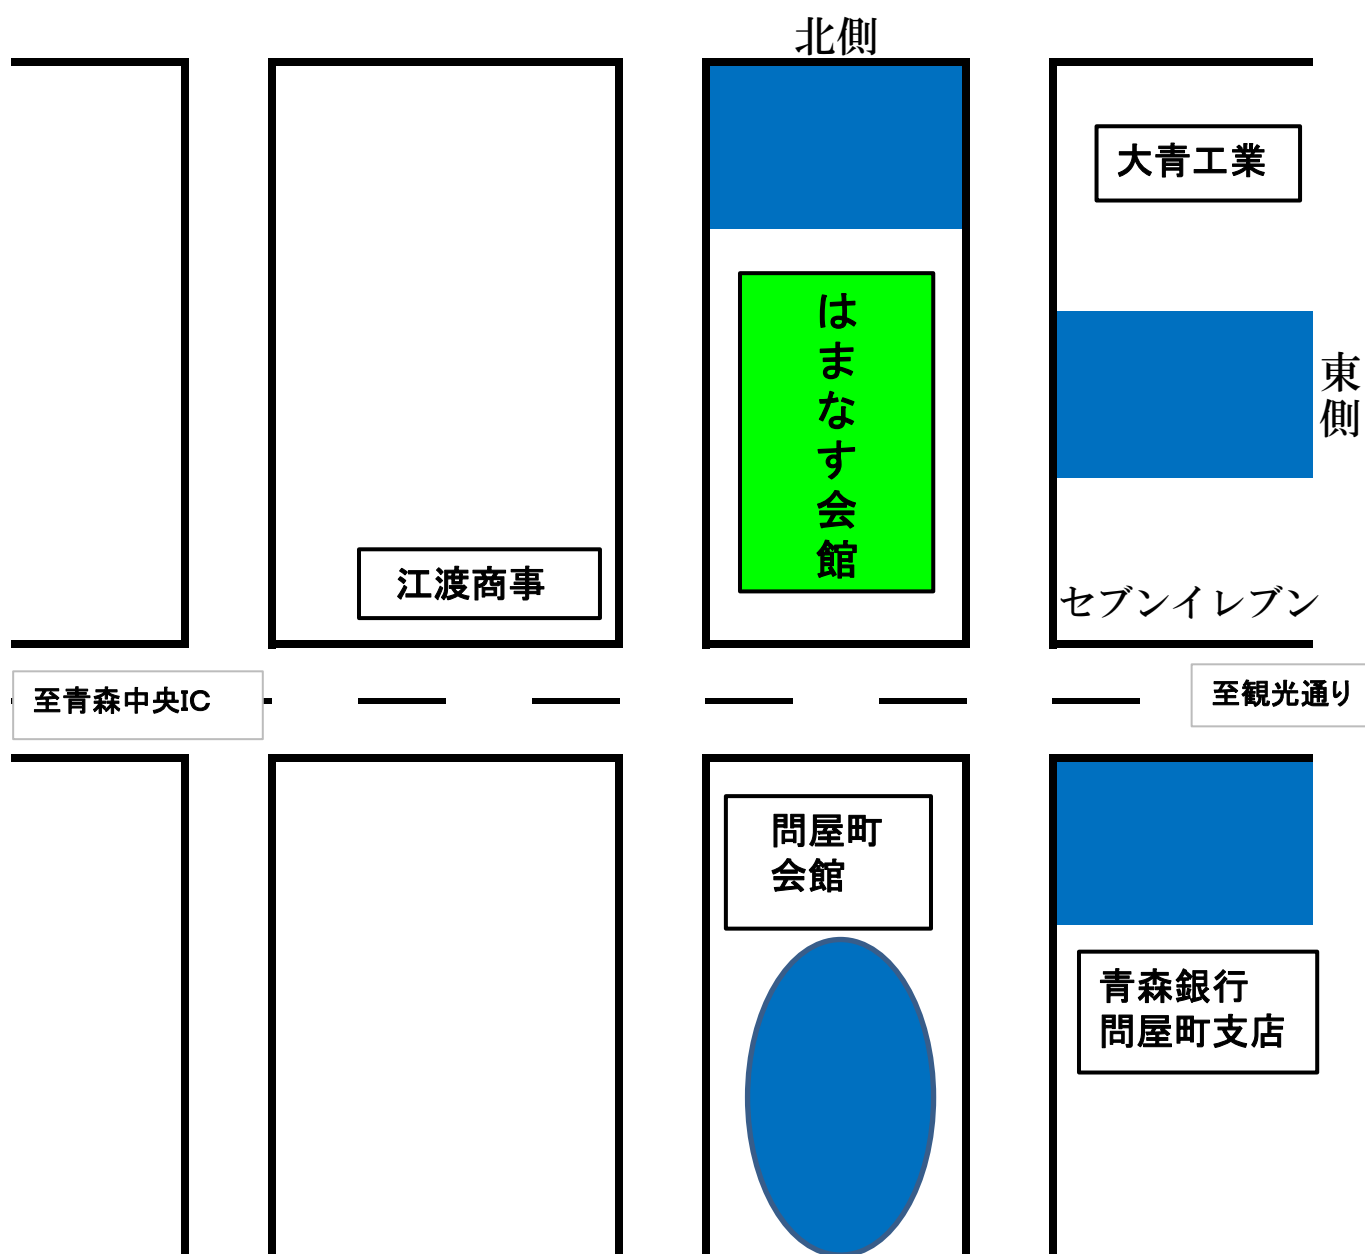 北側
大青工業
はまなす会館
東側
江渡商事
セブンイレブン
至青森中央IC
至観光通り
問屋町
会館
青森銀行
問屋町支店